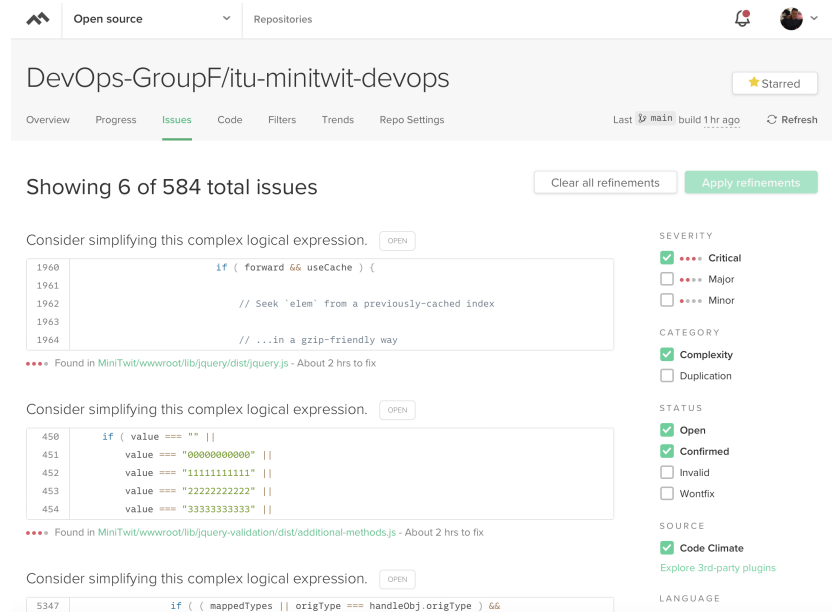 Open source
Repositories
DevOps-GroupF/itu-minitwit-devops
Starred
Overview Progress Issues Code Filters Trends Repo Settings Last main build 1 hr ago Refresh
Showing 6 of 584 total issues
Clear all refinements Apply refinements
Consider simplifying this complex logical expression. OPEN
1960 if ( forward && useCache ) {
1961
1962 // Seek `elem` from a previously-cached index
1963
1964 // ...in a gzip-friendly way
Found in MiniTwit/wwwroot/lib/jquery/dist/jquery.js - About 2 hrs to fix
Consider simplifying this complex logical expression. OPEN
450 if ( value === "" ||
451 value === "00000000000" ||
452 value === "11111111111" ||
453 value === "22222222222" ||
454 value === "33333333333" ||
Found in MiniTwit/wwwroot/lib/jquery-validation/dist/additional-methods.js - About 2 hrs to fix
Consider simplifying this complex logical expression. OPEN
5347 if ( ( mappedTypes || origType === handleObj.origType ) &&
SEVERITY
Critical
Major
Minor
CATEGORY
Complexity
Duplication
STATUS
Open
Confirmed
Invalid
Wontfix
SOURCE
Code Climate
Explore 3rd-party plugins
LANGUAGE